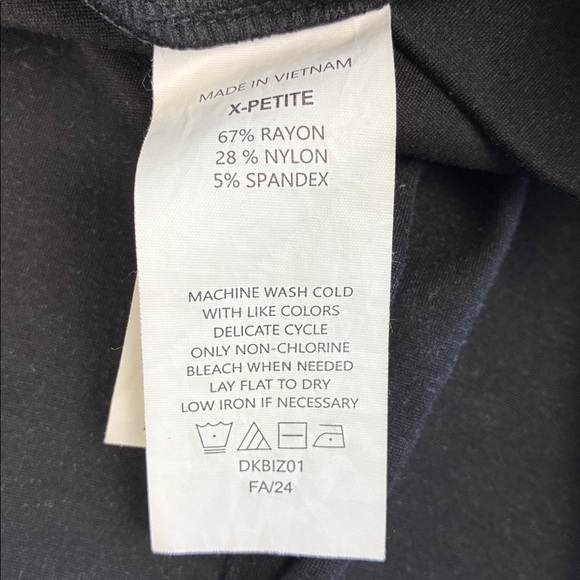 MADE IN VIETNAM
X-PETITE
67% RAYON
28 % NYLON
5% SPANDEX
MACHINE WASH COLD
WITH LIKE COLORS
DELICATE CYCLE
ONLY NON-CHLORINE
BLEACH WHEN NEEDED
LAY FLAT TO DRY
LOW IRON IF NECESSARY
DKBIZ01
FA/24